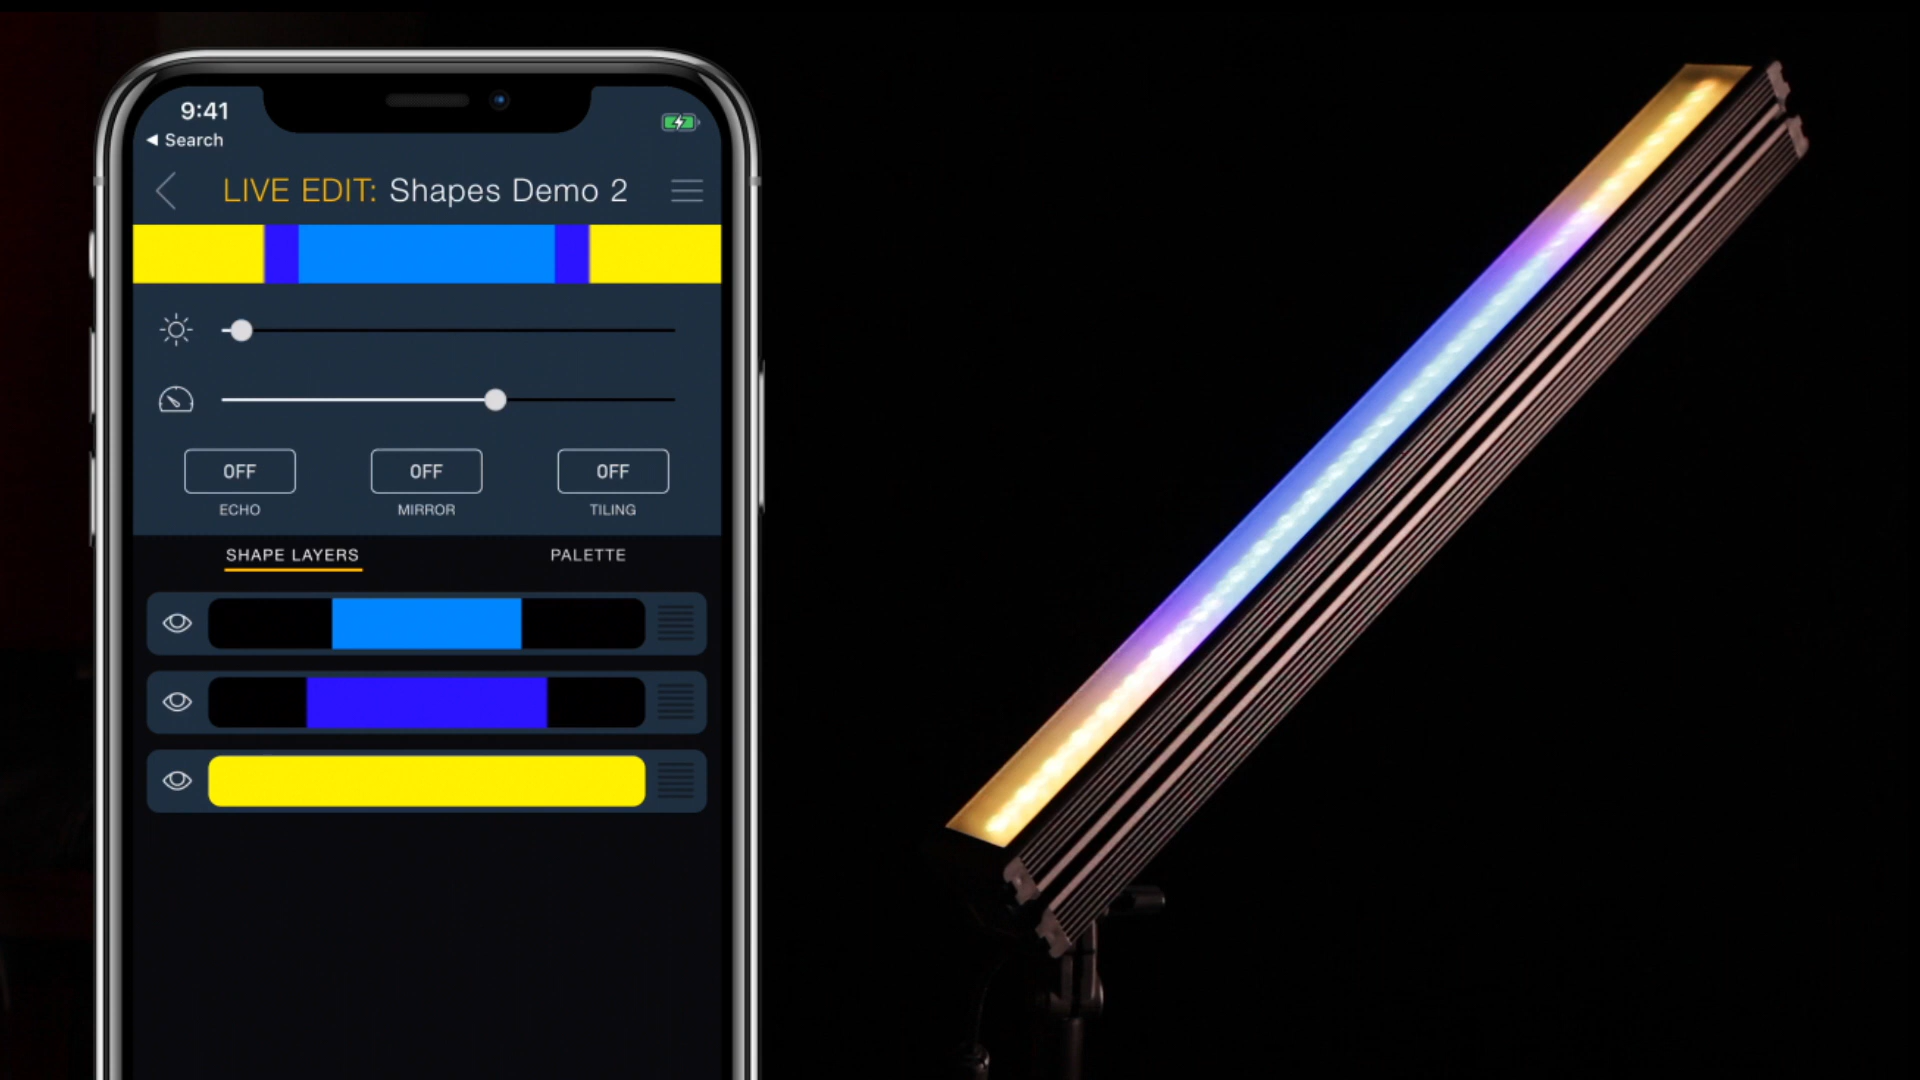 9:41
◀ Search
LIVE EDIT: Shapes Demo 2
OFF OFF OFF
ECHO MIRROR TILING
SHAPE LAYERS PALETTE